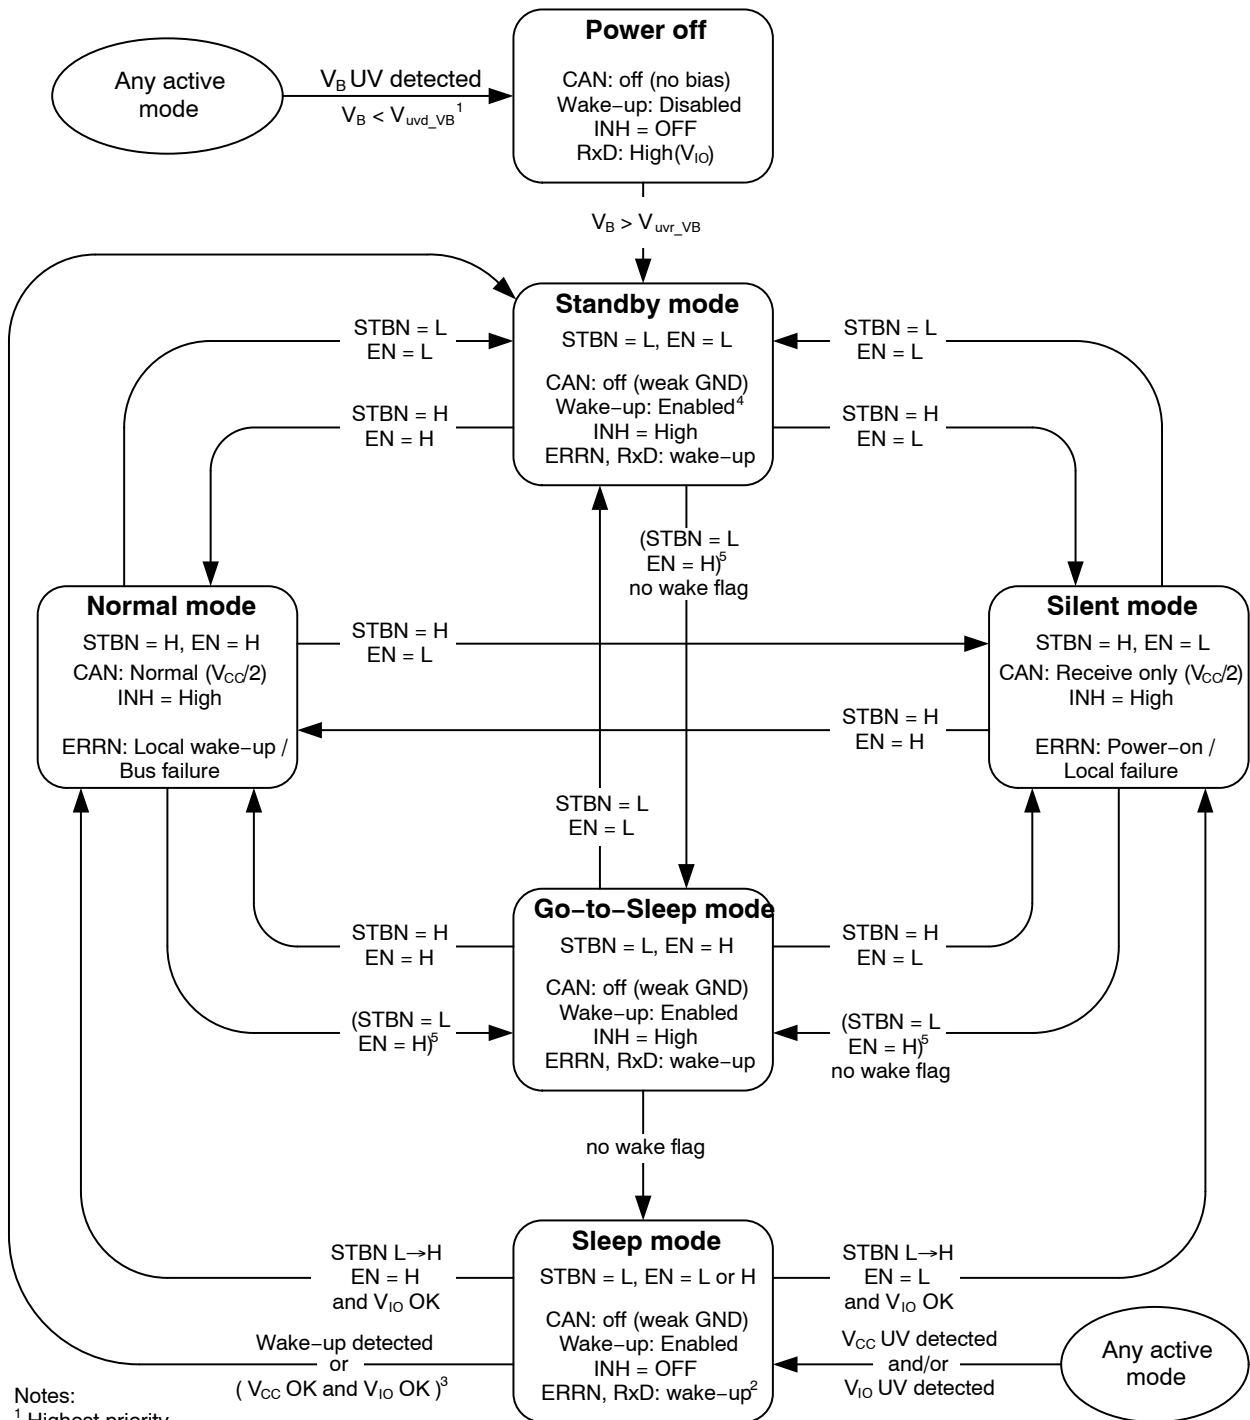 Power off
CAN: off (no bias)
Wake−up: Disabled
INH = OFF
RxD: High(VIO)
Any active
mode
VB UV detected
VB < Vuvd_VB1
VB > Vuvr_VB
Standby mode
STBN = L, EN = L
CAN: off (weak GND)
Wake−up: Enabled4
INH = High
ERRN, RxD: wake−up
STBN = L
EN = L
STBN = H
EN = H
STBN = L
EN = L
STBN = H
EN = L
(STBN = L
EN = H)5
no wake flag
Normal mode
STBN = H, EN = H
CAN: Normal (VCC/2)
INH = High
ERRN: Local wake−up /
Bus failure
STBN = H
EN = L
STBN = H
EN = H
Silent mode
STBN = H, EN = L
CAN: Receive only (VCC/2)
INH = High
ERRN: Power−on /
Local failure
STBN = L
EN = L
Go−to−Sleep mode
STBN = L, EN = H
CAN: off (weak GND)
Wake−up: Enabled
INH = High
ERRN, RxD: wake−up
STBN = H
EN = H
(STBN = L
EN = H)5
STBN = H
EN = L
(STBN = L
EN = H)5
no wake flag
no wake flag
Sleep mode
STBN = L, EN = L or H
CAN: off (weak GND)
Wake−up: Enabled
INH = OFF
ERRN, RxD: wake−up2
STBN L→H
EN = H
and VIO OK
Wake−up detected
or
( VCC OK and VIO OK )3
STBN L→H
EN = L
and VIO OK
VCC UV detected
and/or
VIO UV detected
Any active
mode
Notes:
1 Highest priority